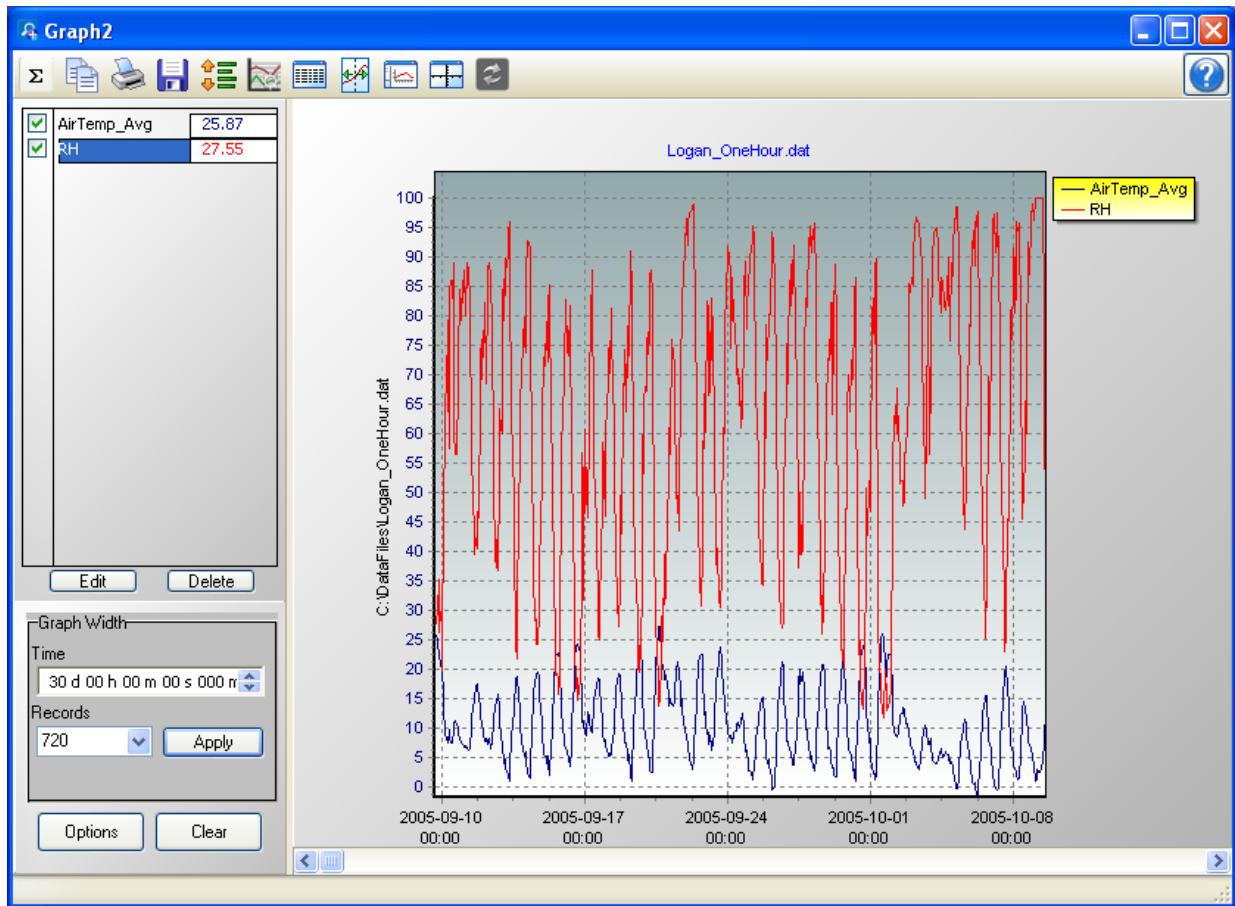 Graph2
Σ
?
AirTemp_Avg 25.87
RH 27.55
Edit Delete
Graph Width
Time
30 d 00 h 00 m 00 s 000 m
Records
720 Apply
Options Clear
Logan_OneHour.dat
AirTemp_Avg
RH
C:\DataFiles\Logan_OneHour.dat
100
95
90
85
80
75
70
65
60
55
50
45
40
35
30
25
20
15
10
5
0
2005-09-10 2005-09-17 2005-09-24 2005-10-01 2005-10-08
00:00 00:00 00:00 00:00 00:00